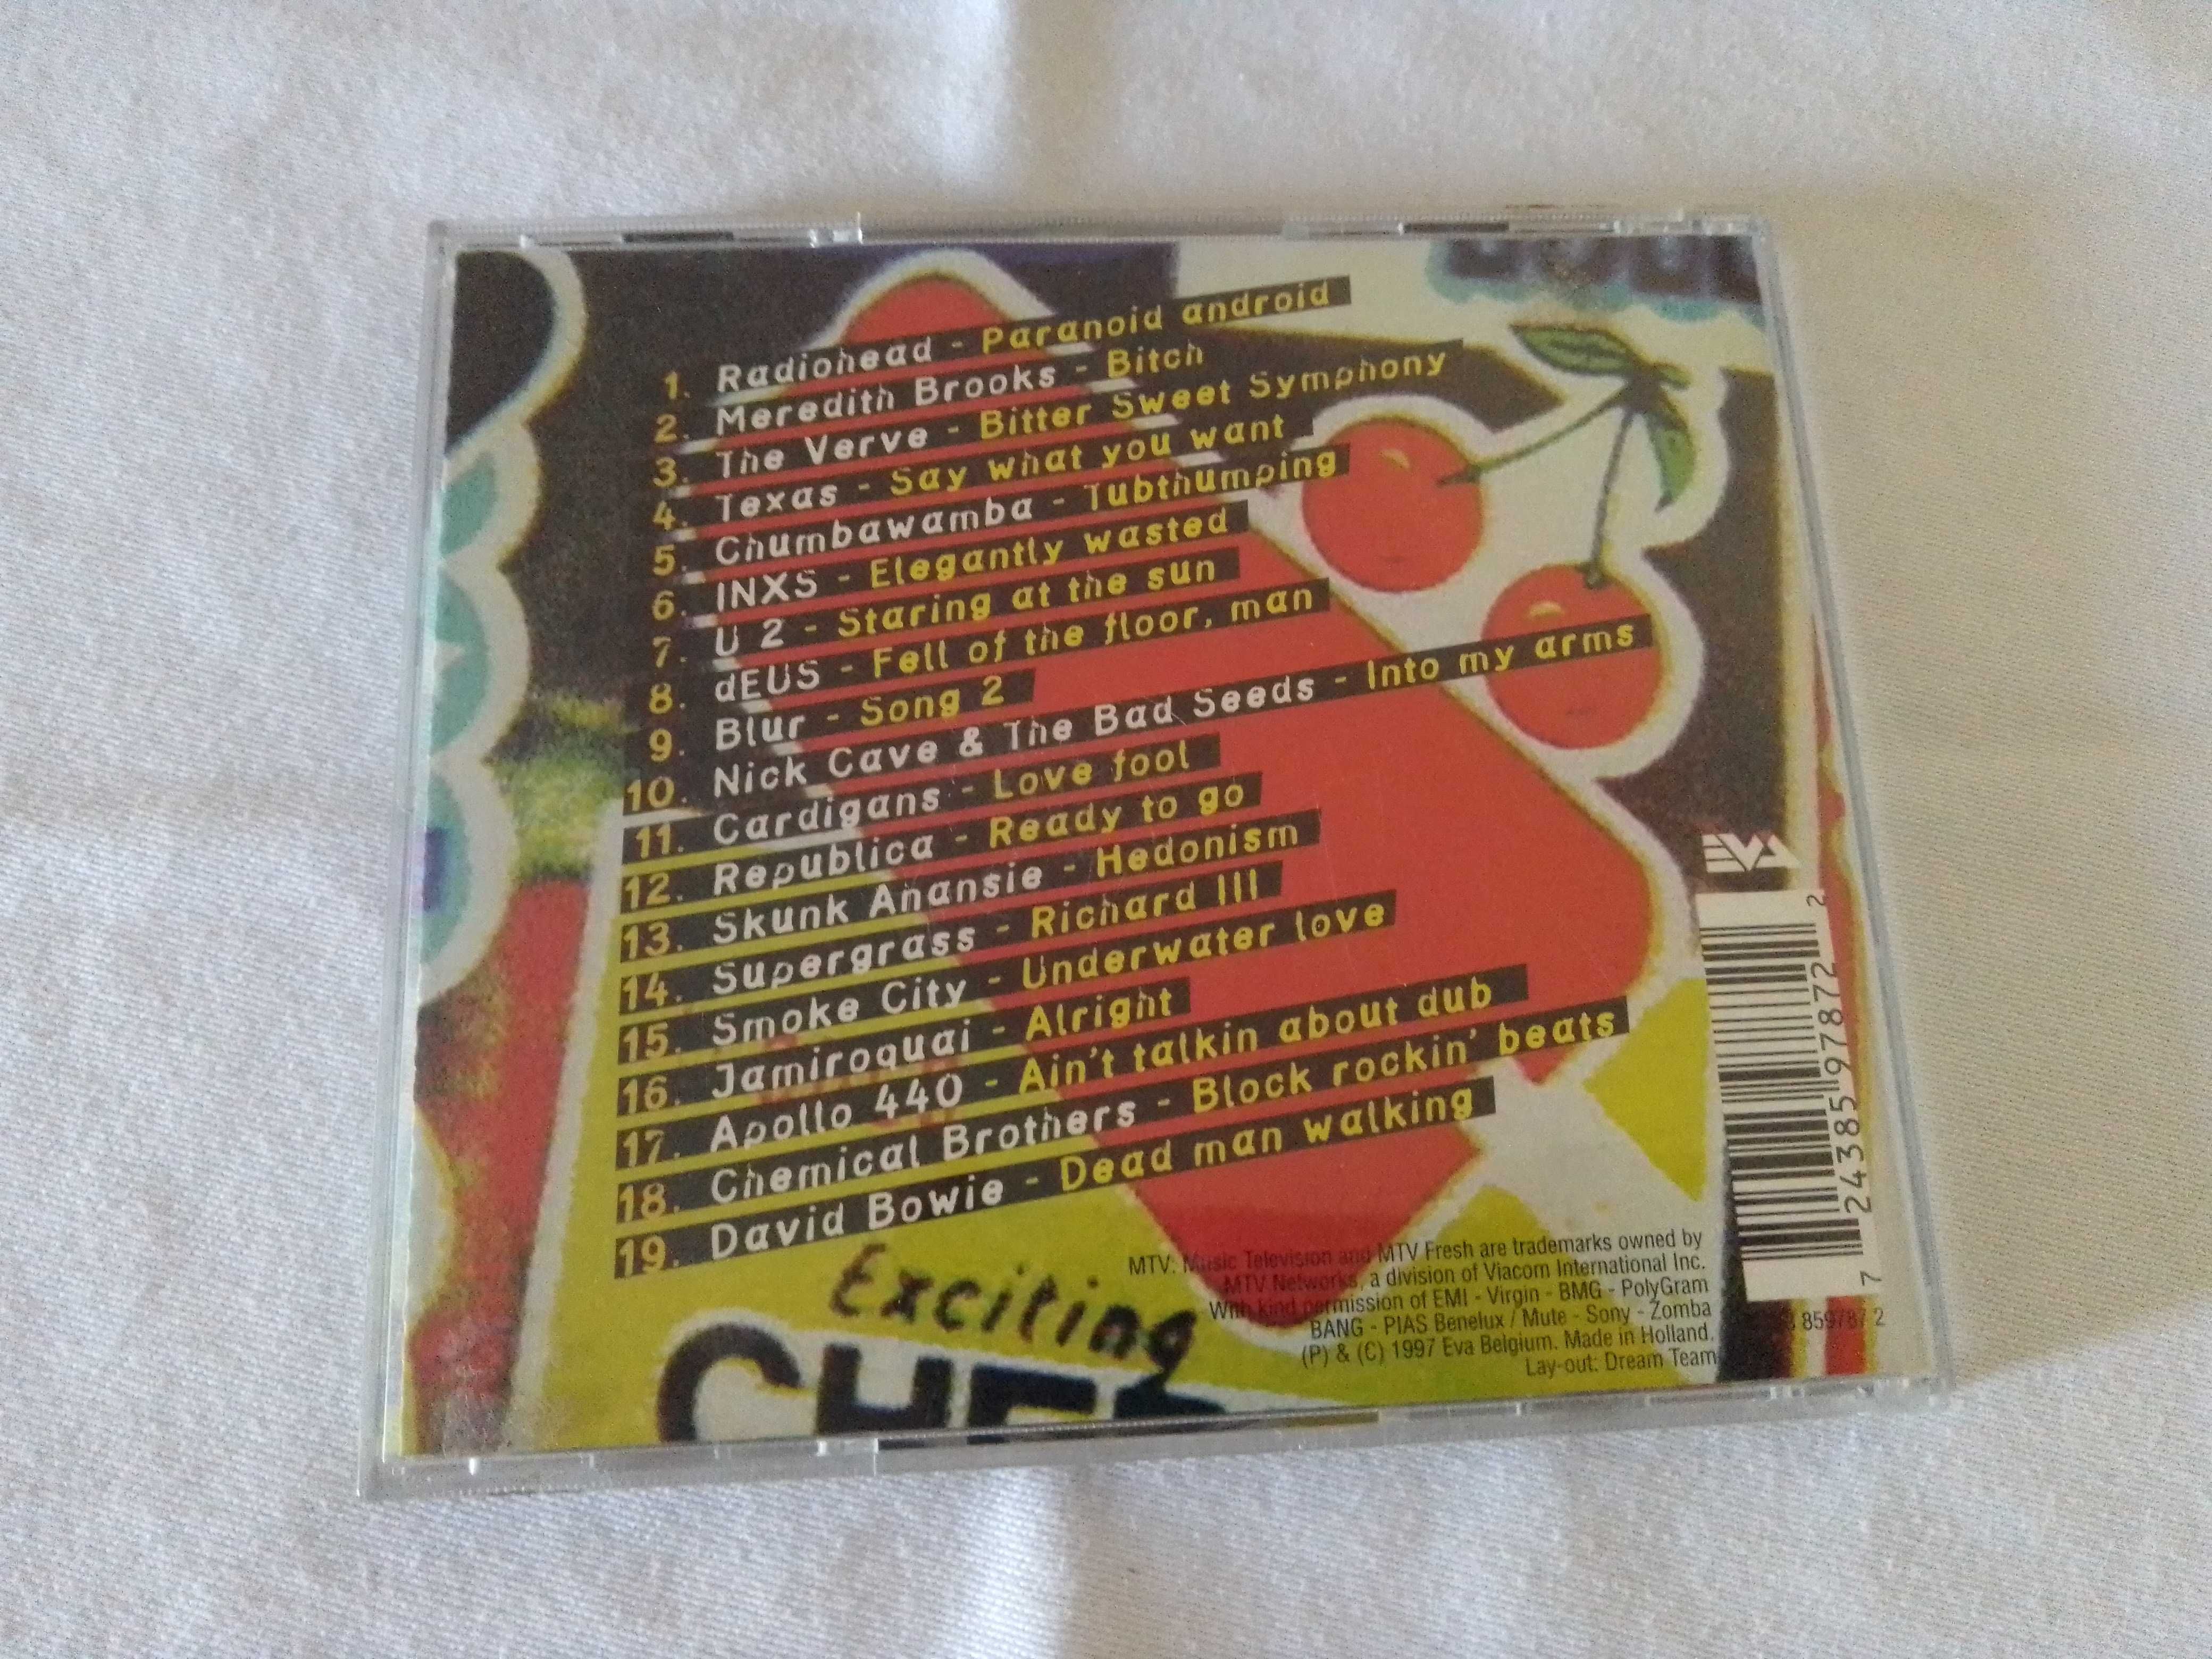 1. Radiohead - Paranoid android
2. Meredith Brooks - Bitch
3. The Verve - Bitter Sweet Symphony
4. Texas - Say what you want
5. Chumbawamba - Tubthumping
6. INXS - Elegantly wasted
7. U 2 - Staring at the sun
8. dEUS - Fell of the floor, man
9. Blur - Song 2
10. Nick Cave & The Bad Seeds - Into my arms
11. Cardigans - Love fool
12. Republica - Ready to go
13. Skunk Anansie - Hedonism
14. Supergrass - Richard III
15. Smoke City - Underwater love
16. Jamiroquai - Alright
17. Apollo 440 - Ain't talkin about dub
18. Chemical Brothers - Block rockin' beats
19. David Bowie - Dead man walking
Exciting
CHE
MTV: Music Television and MTV Fresh are trademarks owned by
MTV Networks, a division of Viacom International Inc.
With kind permission of EMI - Virgin - BMG - PolyGram
BANG - PIAS Benelux / Mute - Sony - Zomba
(P) & (C) 1997 Eva Belgium. Made in Holland.
Lay-out: Dream Team
EVA
7 24385 97872 2
859787 2